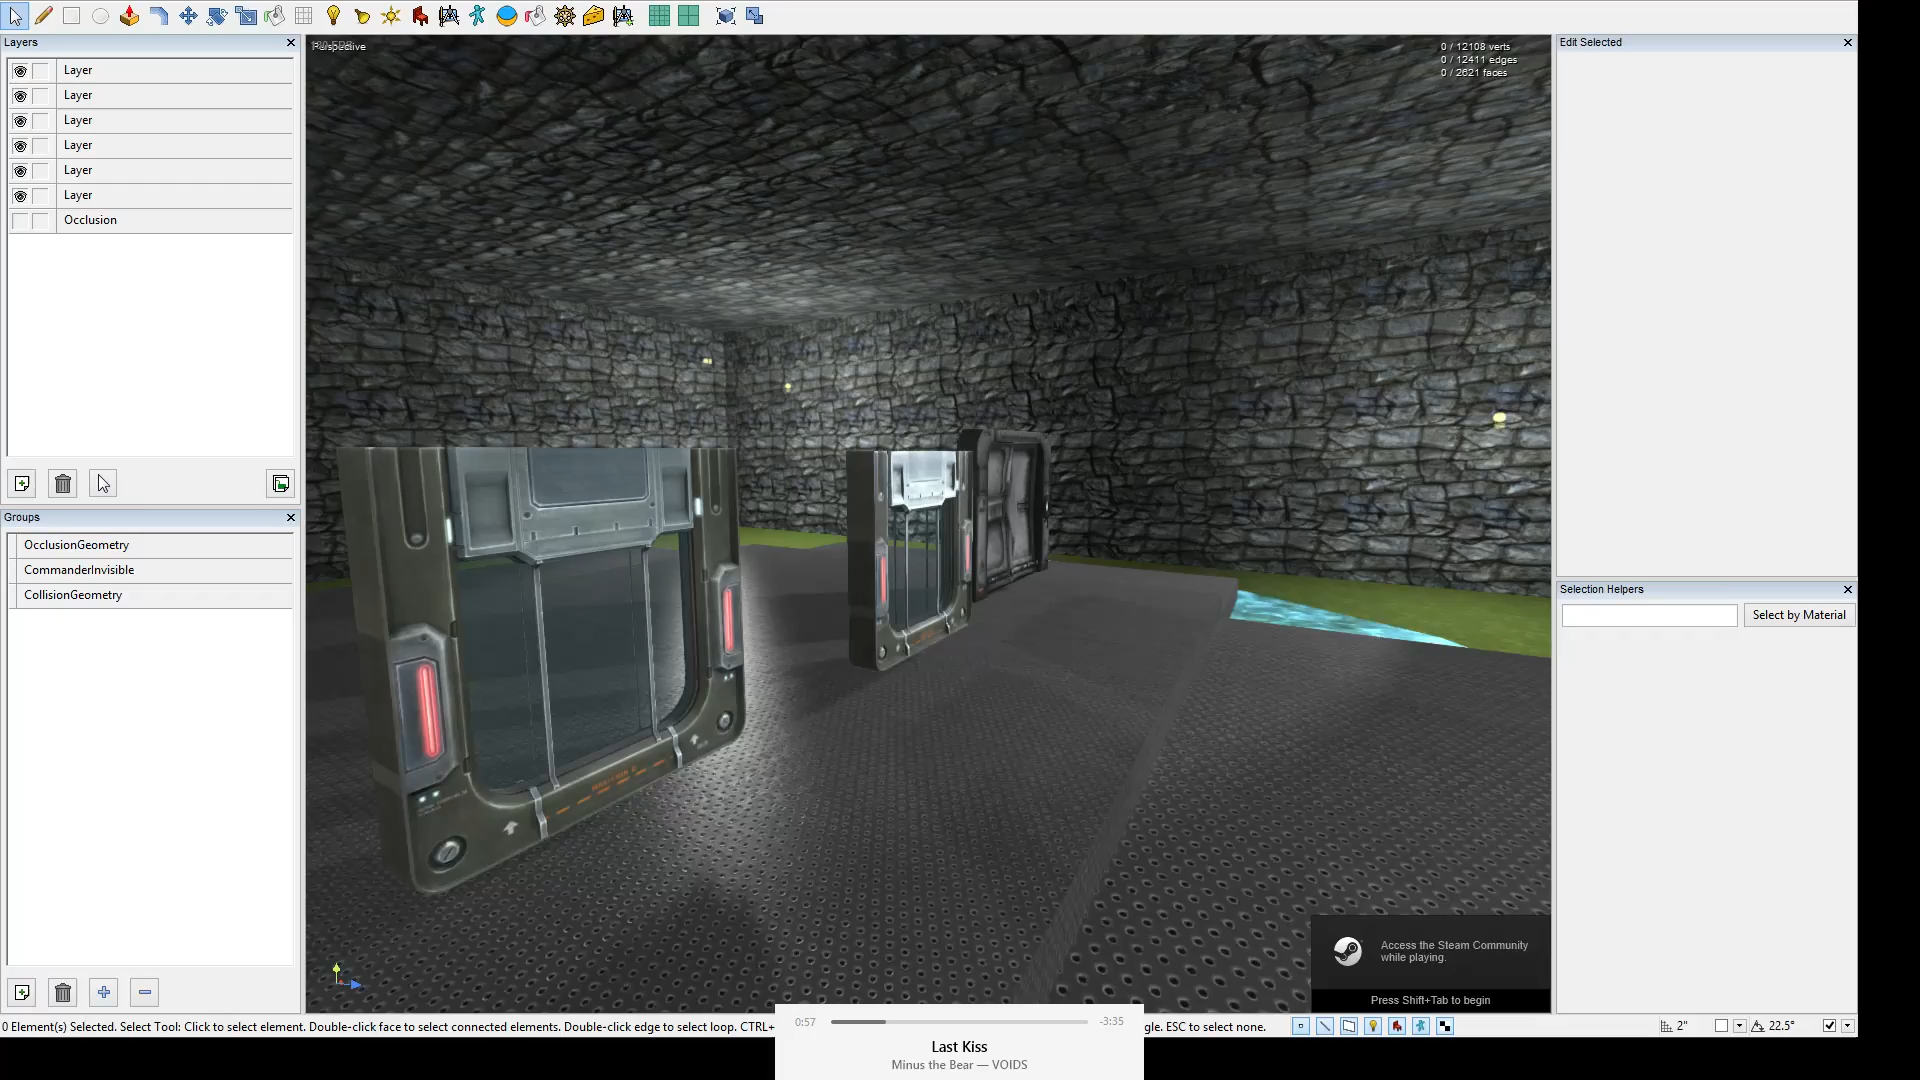 Layers
Layer
Layer
Layer
Layer
Layer
Layer
Occlusion
Groups
OcclusionGeometry
CommanderInvisible
CollisionGeometry
Perspective
0 / 12108 verts
0 / 12411 edges
0 / 2621 faces
Access the Steam Community
while playing.
Press Shift+Tab to begin
Edit Selected
Selection Helpers
Select by Material
0 Element(s) Selected. Select Tool: Click to select element. Double-click face to select connected elements. Double-click edge to select loop. CTRL+
gle. ESC to select none.
2"
22.5°
0:57
-3:35
Last Kiss
Minus the Bear — VOIDS